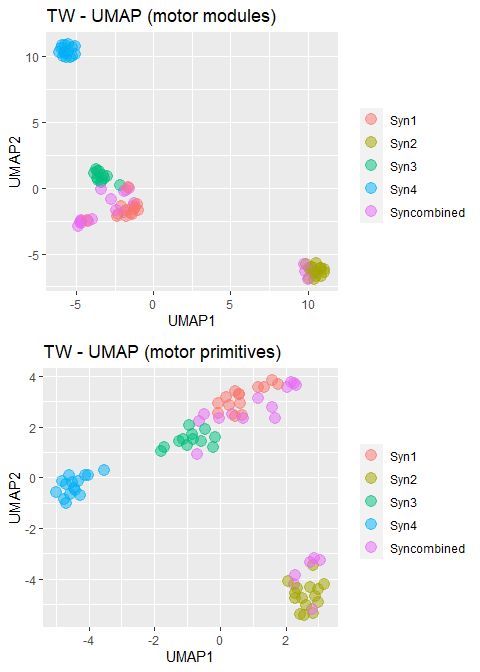 TW - UMAP (motor modules)
UMAP2
10
5
0
-5
-5
0
5
10
UMAP1
Syn1
Syn2
Syn3
Syn4
Syncombined
TW - UMAP (motor primitives)
UMAP2
4
2
0
-2
-4
-4
-2
0
2
UMAP1
Syn1
Syn2
Syn3
Syn4
Syncombined